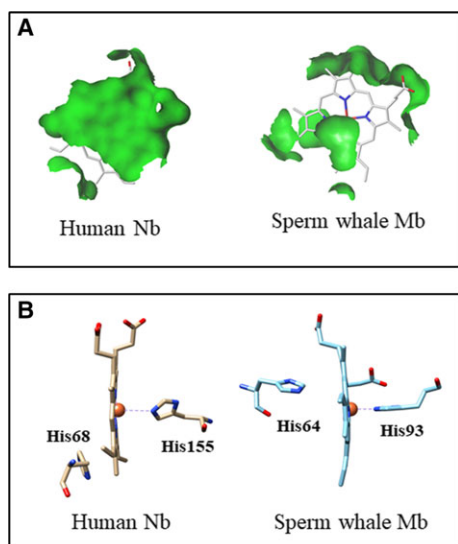 A
Human Nb
Sperm whale Mb
B
His68
His155
His64
His93
Human Nb
Sperm whale Mb